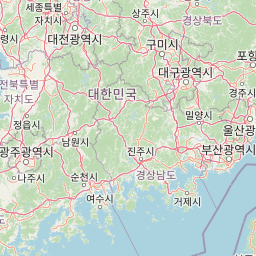 세종특별
자치시
상주시
경상북도
령시
대전광역시
구미시
포항
대구광역시
전북특별
자치도
대한민국
경주시
밀양시
정읍시
울산광
남원시
광주광역시
부산광역시
진주시
나주시
순천시
경상남도
여수시
거제시